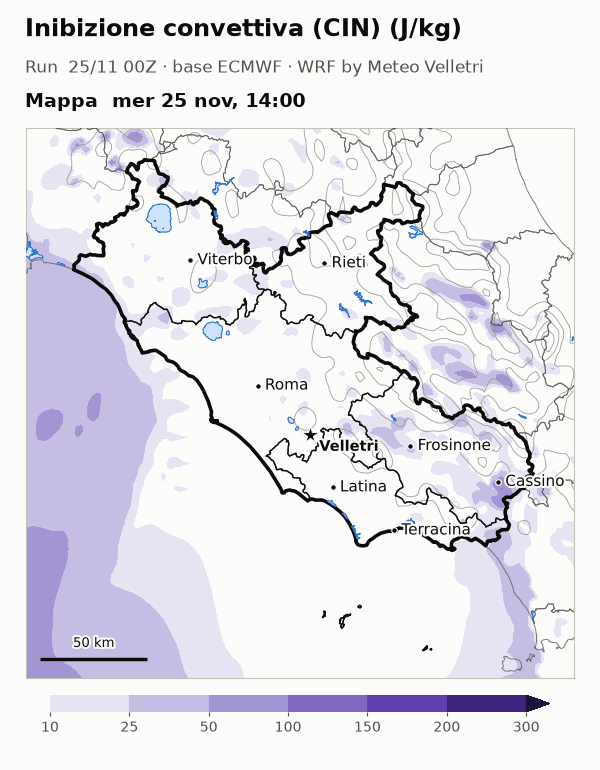 Inibizione convettiva (CIN) (J/kg)
Run  25/11 00Z · base ECMWF · WRF by Meteo Velletri
Mappa  mer 25 nov, 14:00
Viterbo
Rieti
Roma
Velletri
Frosinone
Cassino
Latina
Terracina
50 km
10 25 50 100 150 200 300